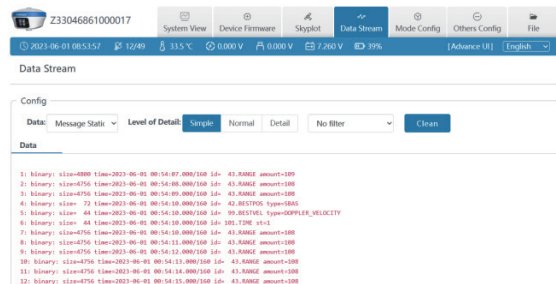 Z33046861000017
System View
Device Firmware
Skyplot
Data Stream
Mode Config
Others Config
File
2023-06-01 08:53:57 12/49 33.5 °C 0.000 V 0.000 V 7.260 V 39% [Advance UI] English
Data Stream
Config
Data: Message Static Level of Detail: Simple Normal Detail No filter Clean
Data
1: binary: size=4800 time=2023-06-01 00:54:07.000/160 id= 43.RANGE amount=109
2: binary: size=4756 time=2023-06-01 00:54:08.000/160 id= 43.RANGE amount=108
3: binary: size=4756 time=2023-06-01 00:54:09.000/160 id= 43.RANGE amount=108
4: binary: size= 72 time=2023-06-01 00:54:10.000/160 id= 42.BESTPOS type=SBAS
5: binary: size= 44 time=2023-06-01 00:54:10.000/160 id= 99.BESTVEL type=DOPPLER_VELOCITY
6: binary: size= 44 time=2023-06-01 00:54:10.000/160 id= 101.TIME st=1
7: binary: size=4756 time=2023-06-01 00:54:10.000/160 id= 43.RANGE amount=108
8: binary: size=4756 time=2023-06-01 00:54:11.000/160 id= 43.RANGE amount=108
9: binary: size=4756 time=2023-06-01 00:54:12.000/160 id= 43.RANGE amount=108
10: binary: size=4756 time=2023-06-01 00:54:13.000/160 id= 43.RANGE amount=108
11: binary: size=4756 time=2023-06-01 00:54:14.000/160 id= 43.RANGE amount=108
12: binary: size=4756 time=2023-06-01 00:54:15.000/160 id= 43.RANGE amount=108